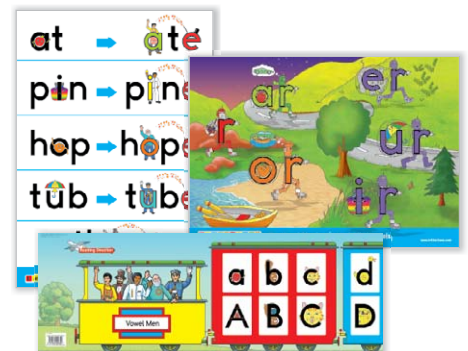 at ➡ ate
pin ➡ pine
hop ➡ hope
tub ➡ tube
ar
er
r
ur
or
ir
Vowel Men
a b c d
A B C D